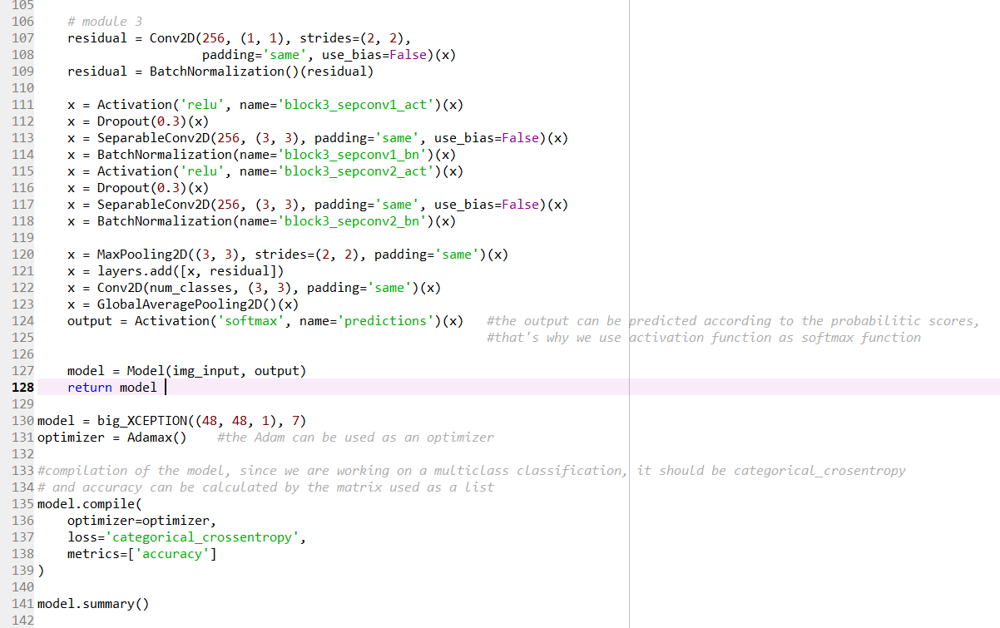 105
106     # module 3
107     residual = Conv2D(256, (1, 1), strides=(2, 2),
108                       padding='same', use_bias=False)(x)
109     residual = BatchNormalization()(residual)
110
111     x = Activation('relu', name='block3_sepconv1_act')(x)
112     x = Dropout(0.3)(x)
113     x = SeparableConv2D(256, (3, 3), padding='same', use_bias=False)(x)
114     x = BatchNormalization(name='block3_sepconv1_bn')(x)
115     x = Activation('relu', name='block3_sepconv2_act')(x)
116     x = Dropout(0.3)(x)
117     x = SeparableConv2D(256, (3, 3), padding='same', use_bias=False)(x)
118     x = BatchNormalization(name='block3_sepconv2_bn')(x)
119
120     x = MaxPooling2D((3, 3), strides=(2, 2), padding='same')(x)
121     x = layers.add([x, residual])
122     x = Conv2D(num_classes, (3, 3), padding='same')(x)
123     x = GlobalAveragePooling2D()(x)
124     output = Activation('softmax', name='predictions')(x)   #the output can be predicted according to the probabilitic scores,
125                                                             #that's why we use activation function as softmax function
126
127     model = Model(img_input, output)
128     return model
129
130 model = big_XCEPTION((48, 48, 1), 7)
131 optimizer = Adamax()    #the Adam can be used as an optimizer
132
133 #compilation of the model, since we are working on a multiclass classification, it should be categorical_crosentropy
134 # and accuracy can be calculated by the matrix used as a list
135 model.compile(
136     optimizer=optimizer,
137     loss='categorical_crossentropy',
138     metrics=['accuracy']
139 )
140
141 model.summary()
142